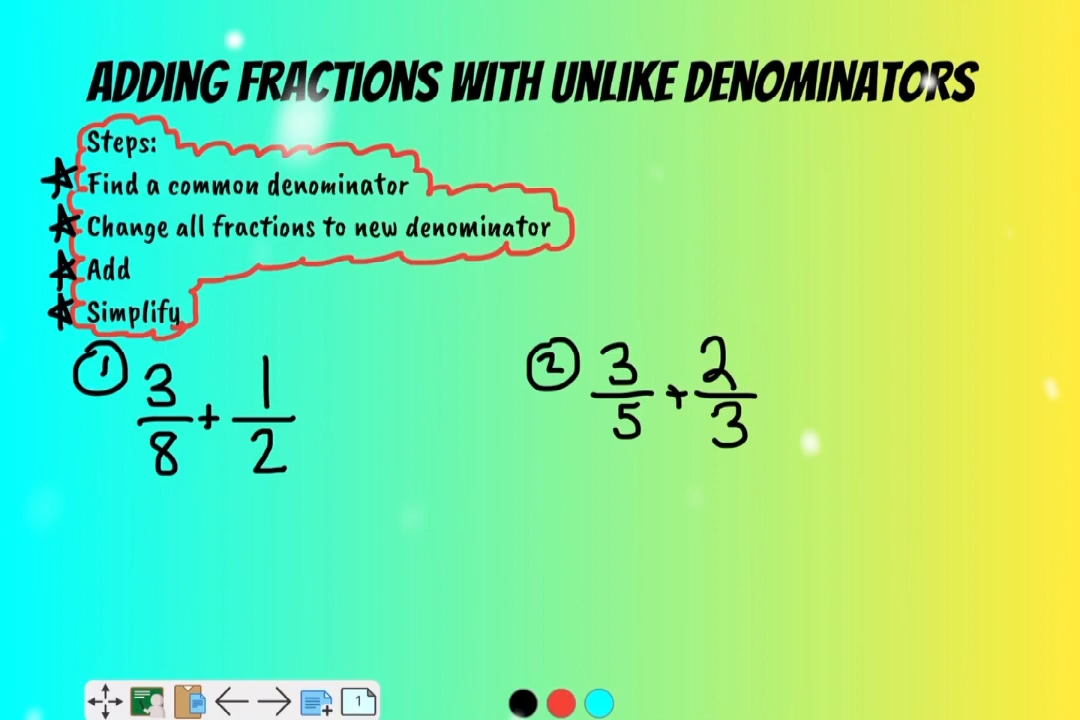 ADDING FRACTIONS WITH UNLIKE DENOMINATORS
Steps:
Find a common denominator
Change all fractions to new denominator
Add
Simplify
① 3/8 + 1/2
② 3/5 + 2/3
1